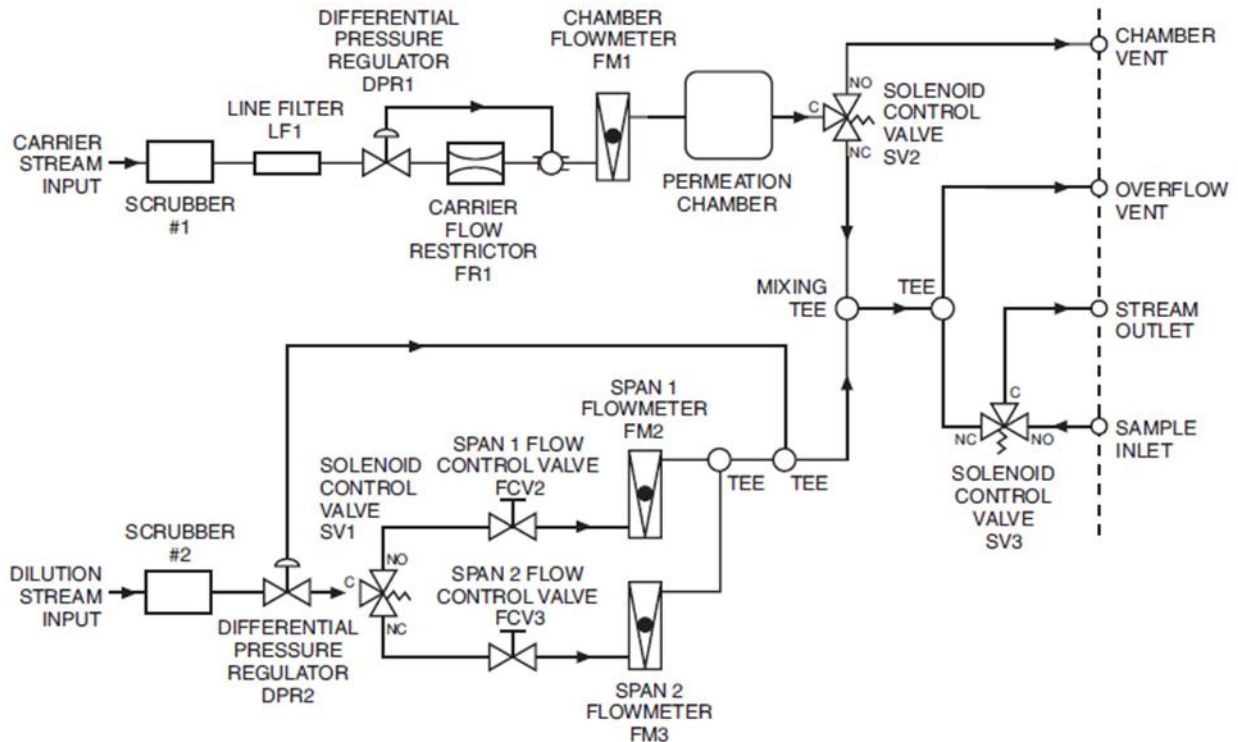 DIFFERENTIAL
PRESSURE
REGULATOR
DPR1
CHAMBER
FLOWMETER
FM1
CHAMBER
VENT
NO
C
NC
SOLENOID
CONTROL
VALVE
SV2
LINE FILTER
LF1
CARRIER
STREAM
INPUT
SCRUBBER
#1
CARRIER
FLOW
RESTRICTOR
FR1
PERMEATION
CHAMBER
OVERFLOW
VENT
MIXING
TEE
TEE
STREAM
OUTLET
C
NC
NO
SAMPLE
INLET
SOLENOID
CONTROL
VALVE
SV3
SPAN 1
FLOWMETER
FM2
SPAN 1 FLOW
CONTROL VALVE
FCV2
SOLENOID
CONTROL
VALVE
SV1
TEE
TEE
SCRUBBER
#2
DILUTION
STREAM
INPUT
NO
C
NC
SPAN 2 FLOW
CONTROL VALVE
FCV3
DIFFERENTIAL
PRESSURE
REGULATOR
DPR2
SPAN 2
FLOWMETER
FM3